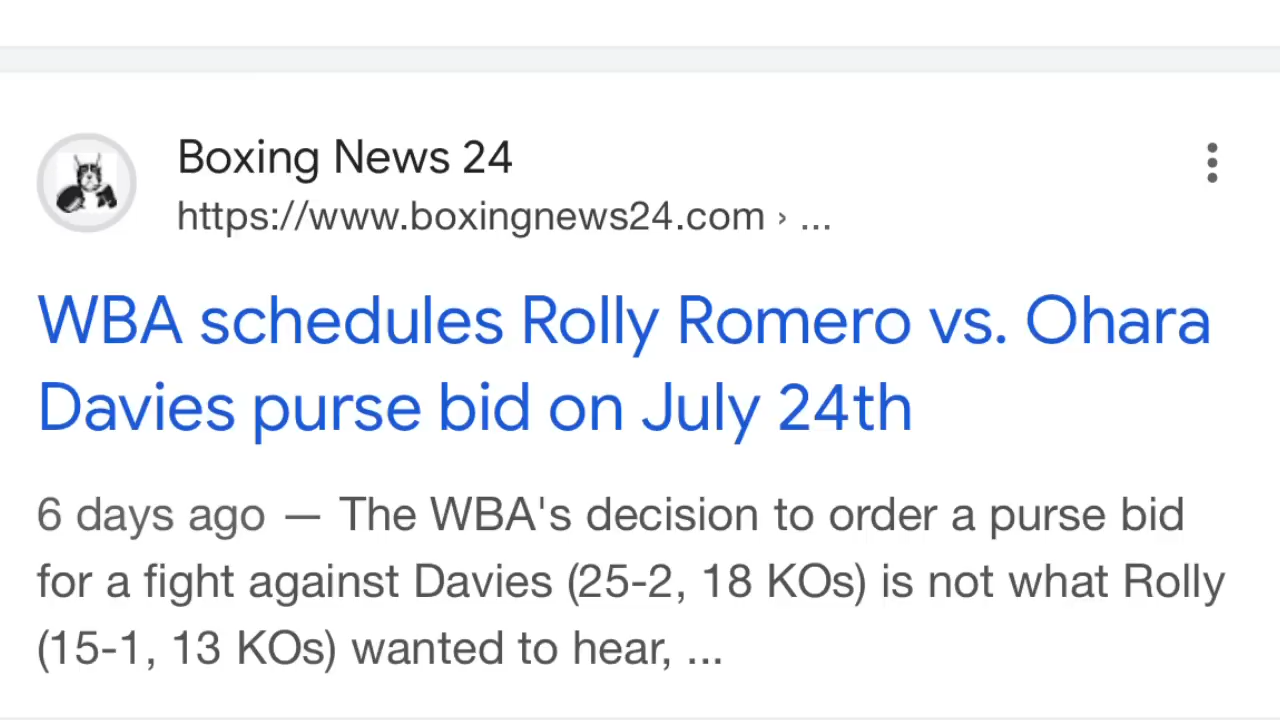 Boxing News 24
https://www.boxingnews24.com › ...
WBA schedules Rolly Romero vs. Ohara
Davies purse bid on July 24th
6 days ago — The WBA's decision to order a purse bid
for a fight against Davies (25-2, 18 KOs) is not what Rolly
(15-1, 13 KOs) wanted to hear, ...